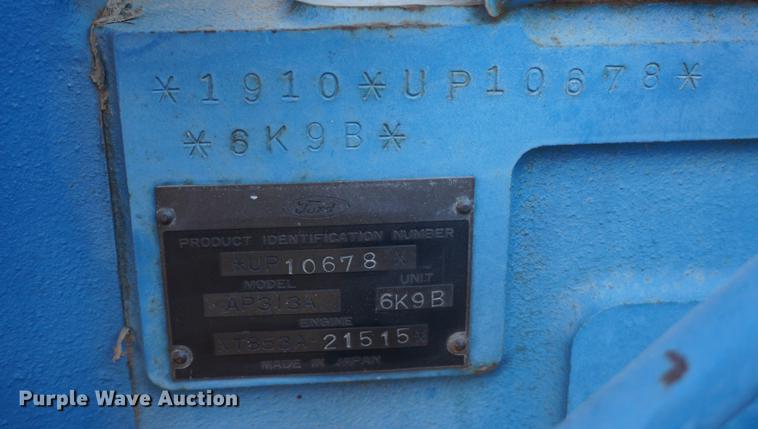 *1910*UP10678*
*6K9B*
Ford
PRODUCT IDENTIFICATION NUMBER
*UP10678*
MODEL UNIT
AP313A 6K9B
ENGINE
*T853A-21515*
MADE IN JAPAN
Purple Wave Auction